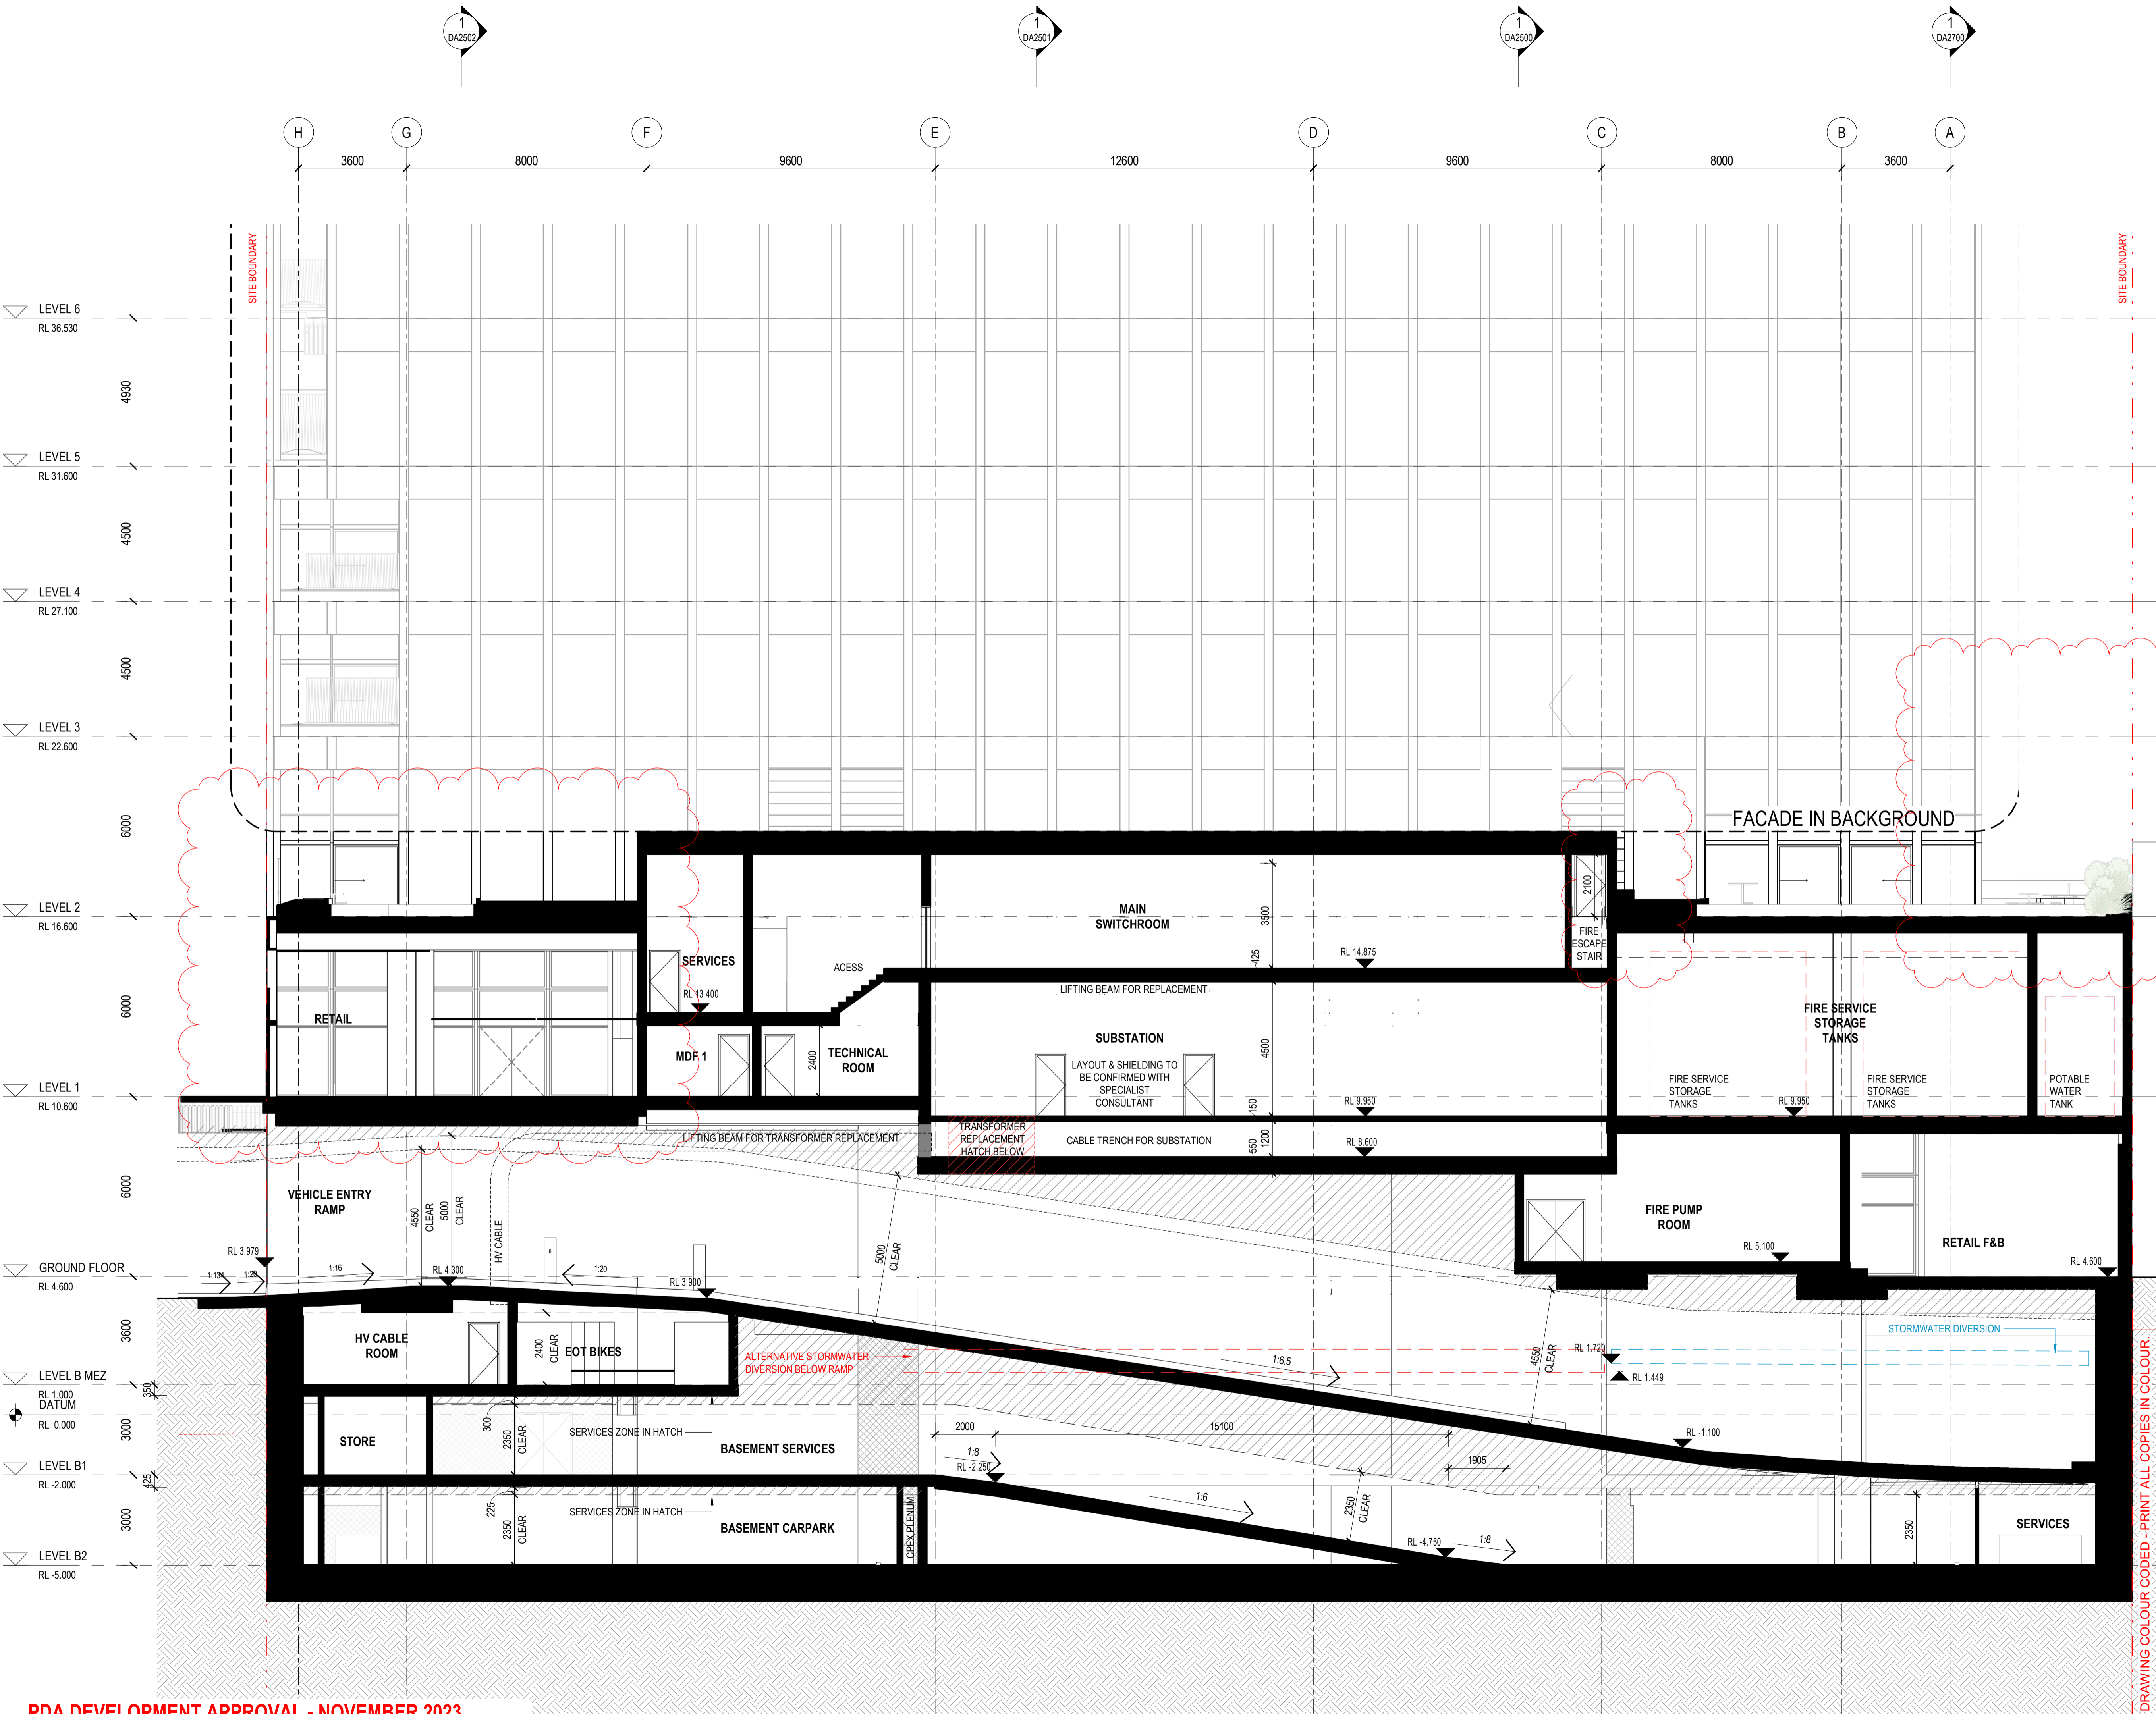 1
DA2502
1
DA2501
1
DA2500
1
DA2700
H
G
F
E
D
C
B
A
3600
8000
9600
12600
9600
8000
3600
SITE BOUNDARY
SITE BOUNDARY
LEVEL 6
RL 36.530
4930
LEVEL 5
RL 31.600
4500
LEVEL 4
RL 27.100
4500
LEVEL 3
RL 22.600
6000
FACADE IN BACKGROUND
LEVEL 2
RL 16.600
6000
MAIN
SWITCHROOM
3500
425
RL 14.875
2100
FIRE
ESCAPE
STAIR
SERVICES
RL 13.400
ACESS
LIFTING BEAM FOR REPLACEMENT
RETAIL
MDF 1
2400
TECHNICAL
ROOM
SUBSTATION
LAYOUT & SHIELDING TO
BE CONFIRMED WITH
SPECIALIST
CONSULTANT
4500
150
RL 9.950
FIRE SERVICE
STORAGE
TANKS
FIRE SERVICE
STORAGE
TANKS
RL 9.950
FIRE SERVICE
STORAGE
TANKS
POTABLE
WATER
TANK
LEVEL 1
RL 10.600
6000
LIFTING BEAM FOR TRANSFORMER REPLACEMENT
TRANSFORMER
REPLACEMENT
HATCH BELOW
CABLE TRENCH FOR SUBSTATION
1200
550
RL 8.600
VEHICLE ENTRY
RAMP
4550
CLEAR
5000
CLEAR
HV CABLE
5000
CLEAR
FIRE PUMP
ROOM
RL 5.100
RETAIL F&B
RL 4.600
RL 3.979
GROUND FLOOR
RL 4.600
1:20
1:16
RL 4.300
1:20
RL 3.900
3600
HV CABLE
ROOM
2400
CLEAR
EOT BIKES
ALTERNATIVE STORMWATER
DIVERSION BELOW RAMP
1:6.5
4550
CLEAR
RL 1.720
RL 1.449
STORMWATER DIVERSION
LEVEL B MEZ
RL 1.000
350
DATUM
RL 0.000
3000
STORE
300
2350
CLEAR
SERVICES ZONE IN HATCH
BASEMENT SERVICES
2000
15100
1:8
RL -2.250
1905
RL -1.100
LEVEL B1
RL -2.000
425
3000
225
2350
CLEAR
SERVICES ZONE IN HATCH
BASEMENT CARPARK
CPEX PLENUM
1:6
2350
CLEAR
RL -4.750
1:8
2350
SERVICES
LEVEL B2
RL -5.000
DRAWING COLOUR CODED - PRINT ALL COPIES IN COLOUR
PDA DEVELOPMENT APPROVAL - NOVEMBER 2023